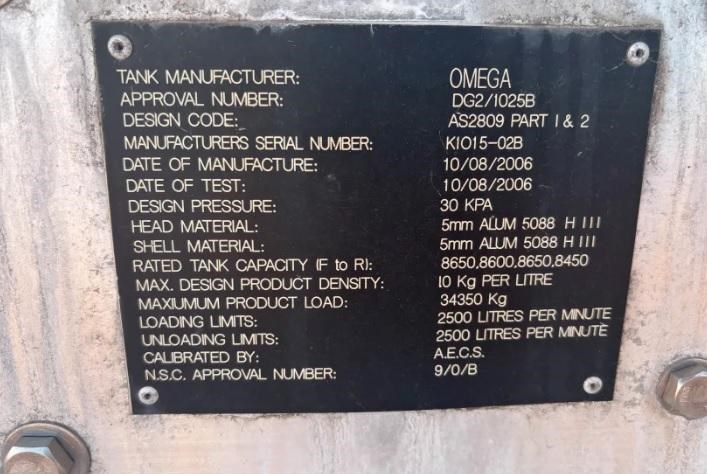 TANK MANUFACTURER: OMEGA
APPROVAL NUMBER: DG2/1025B
DESIGN CODE: AS2809 PART I & 2
MANUFACTURERS SERIAL NUMBER: K1015-02B
DATE OF MANUFACTURE: 10/08/2006
DATE OF TEST: 10/08/2006
DESIGN PRESSURE: 30 KPA
HEAD MATERIAL: 5mm ALUM 5088 H III
SHELL MATERIAL: 5mm ALUM 5088 H III
RATED TANK CAPACITY (F to R): 8650,8600,8650,8450
MAX. DESIGN PRODUCT DENSITY: 10 Kg PER LITRE
MAXIUMUM PRODUCT LOAD: 34350 Kg
LOADING LIMITS: 2500 LITRES PER MINUTE
UNLOADING LIMITS: 2500 LITRES PER MINUTE
CALIBRATED BY: A.E.C.S.
N.S.C. APPROVAL NUMBER: 9/0/B